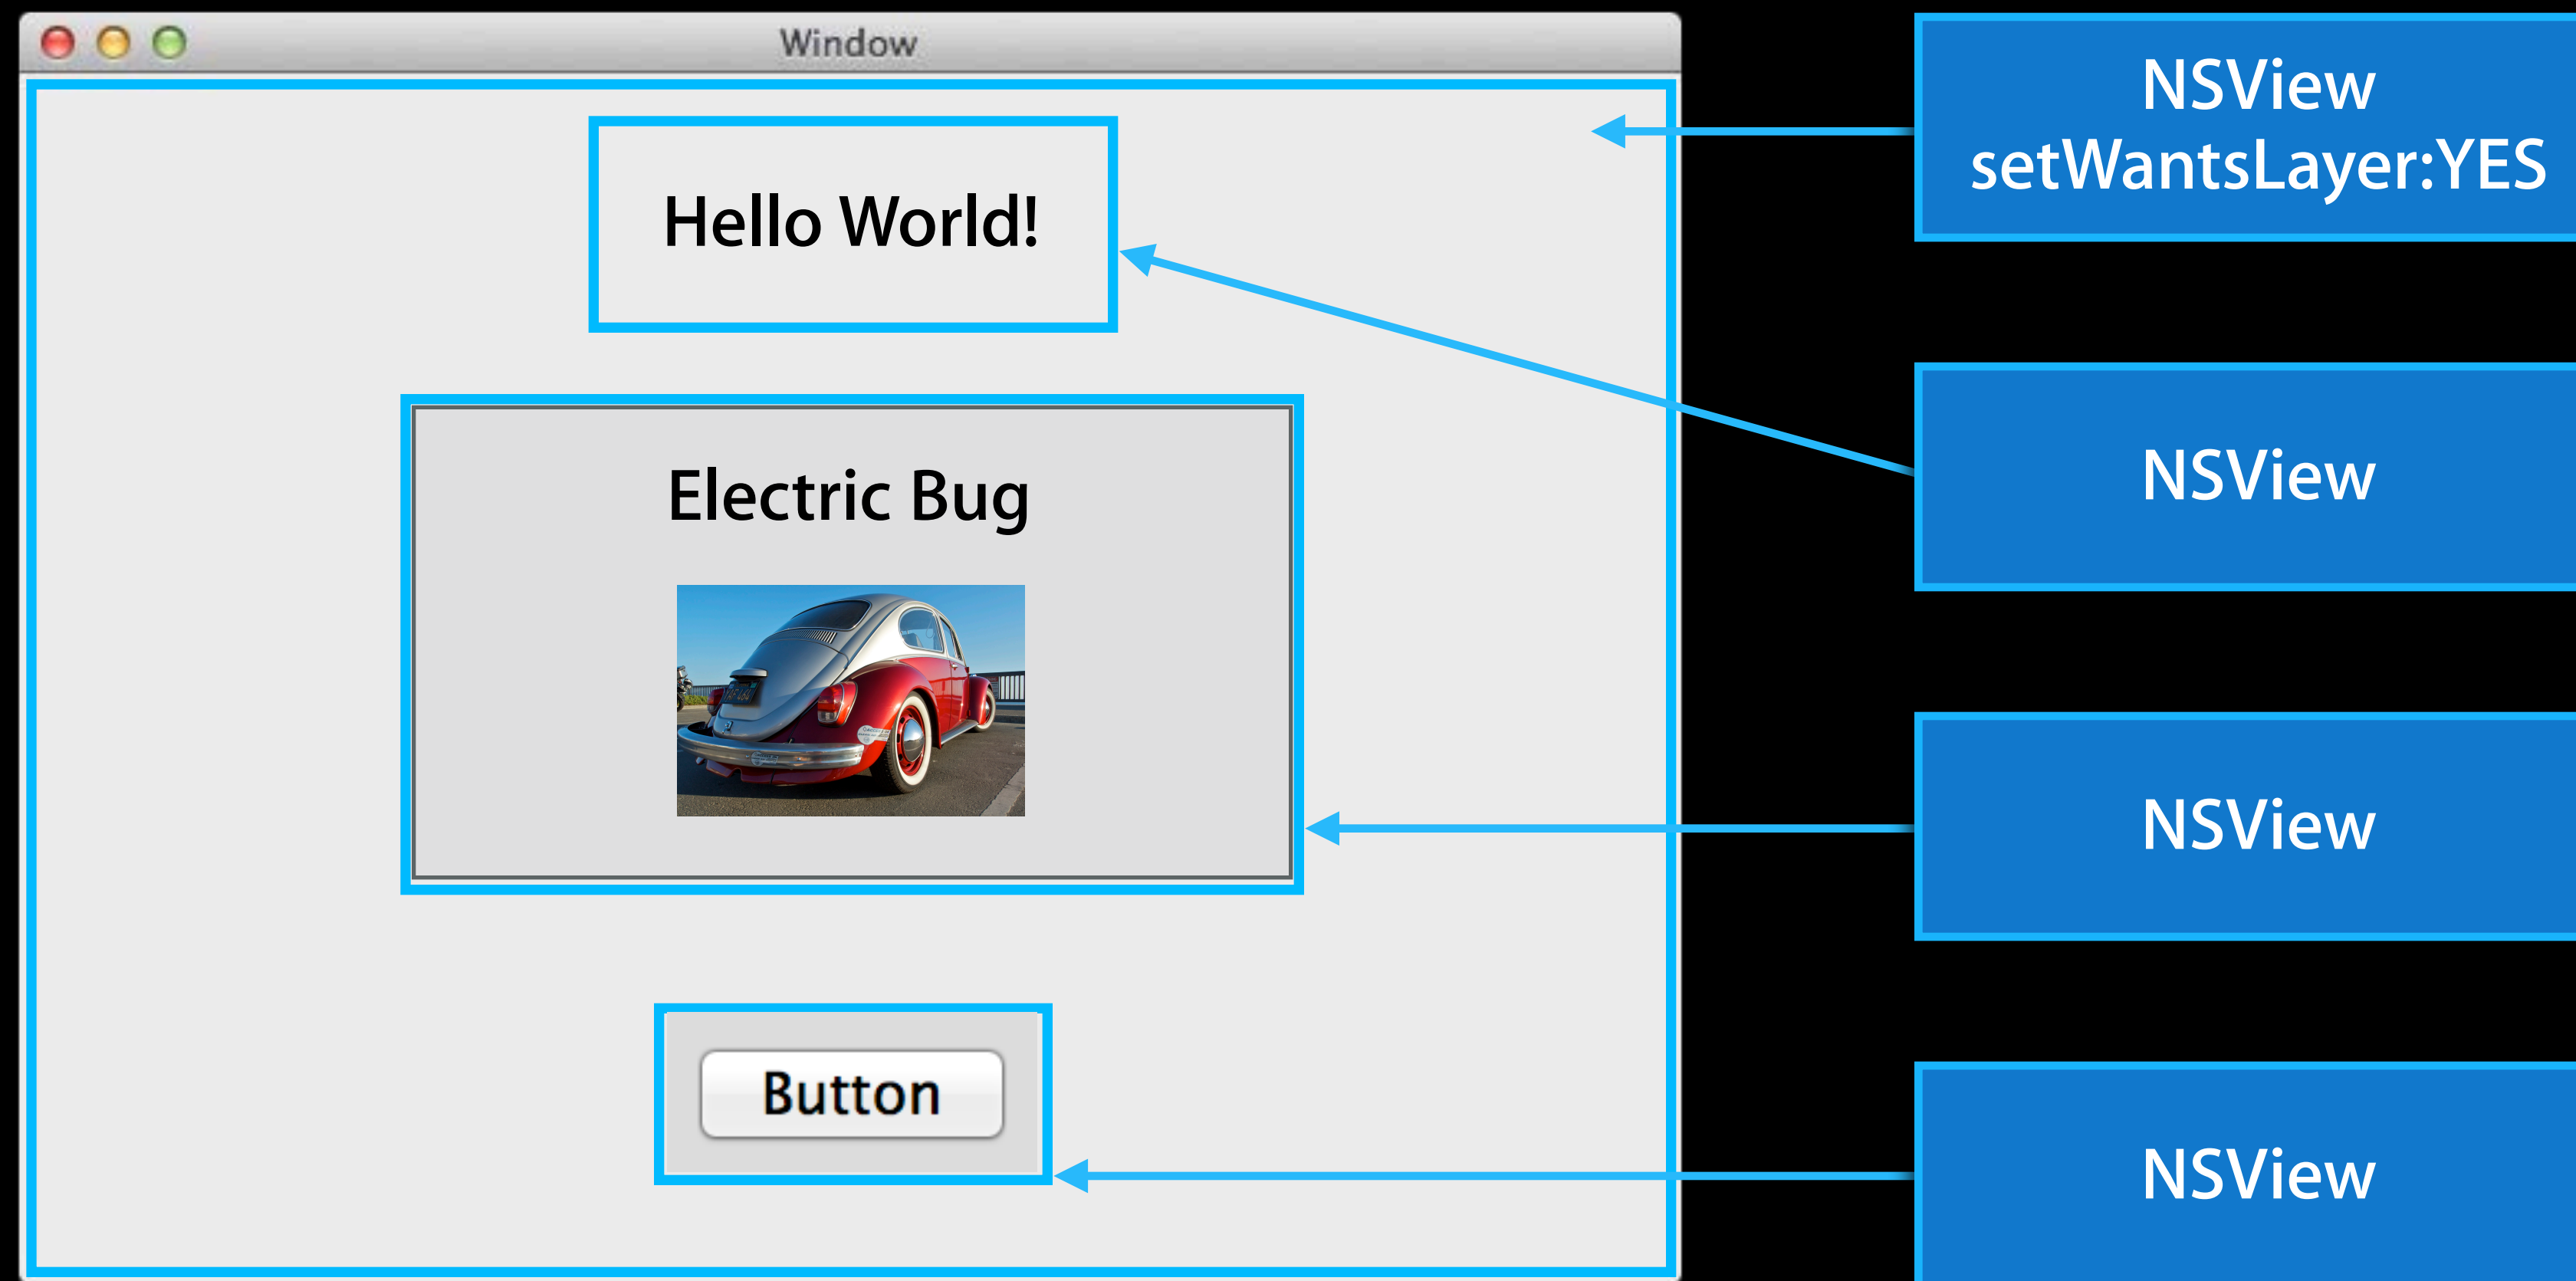 Window
NSView
setWantsLayer:YES
Hello World!
NSView
Electric Bug
NSView
Button
NSView